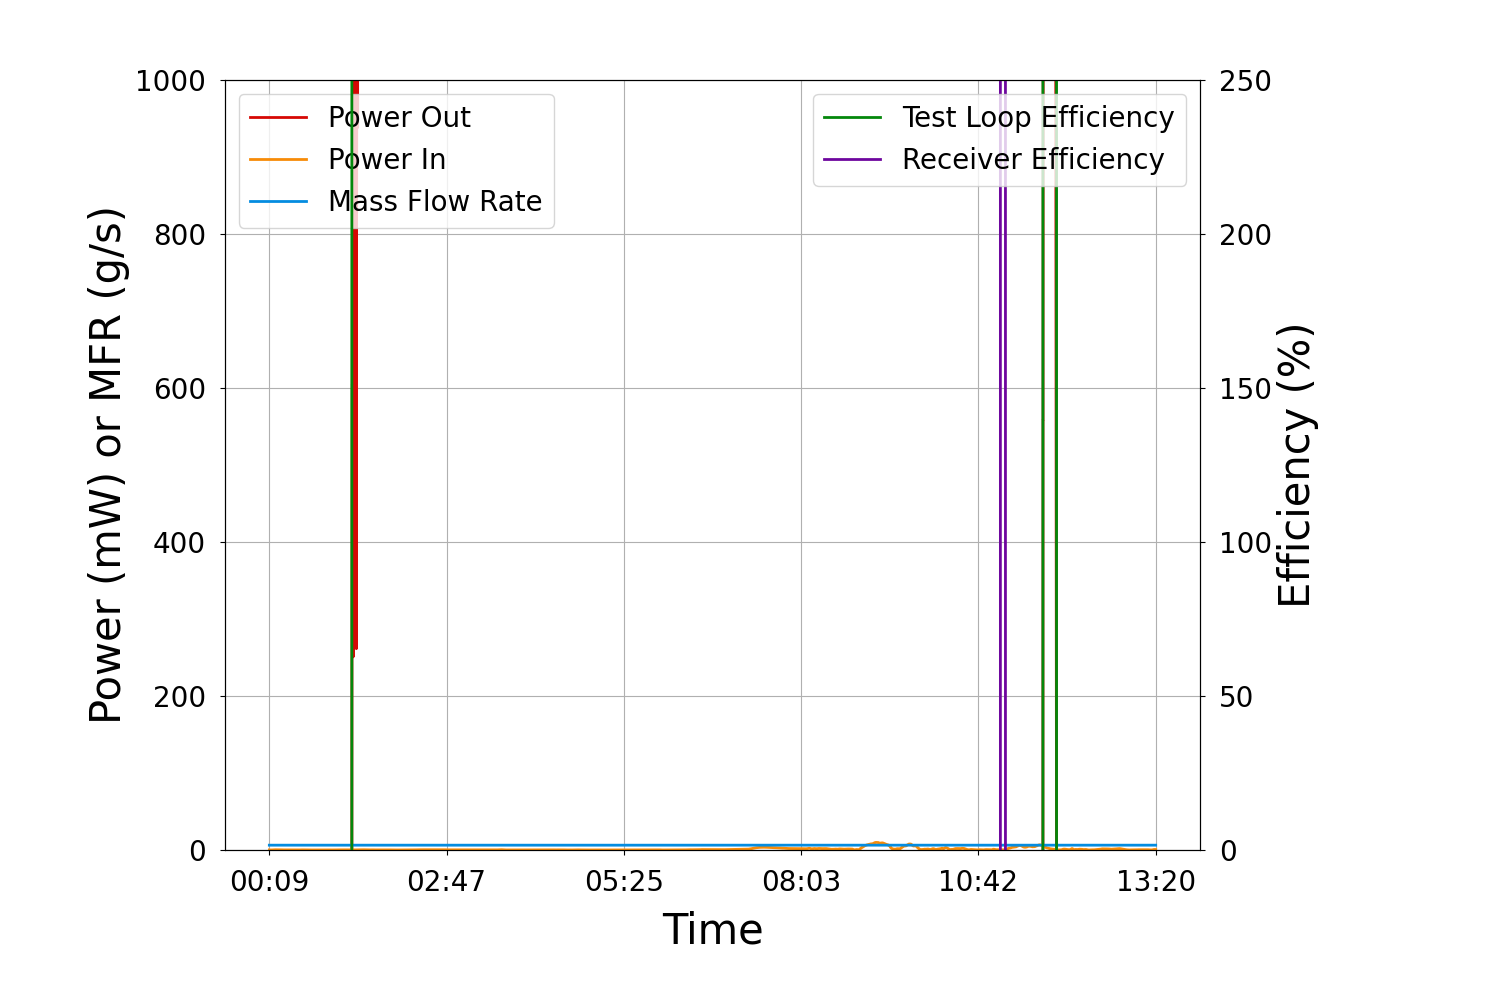 1000
800
600
400
200
0
Power (mW) or MFR (g/s)
Power Out
Power In
Mass Flow Rate
Test Loop Efficiency
Receiver Efficiency
250
200
150
100
50
0
Efficiency (%)
00:09 02:47 05:25 08:03 10:42 13:20
Time